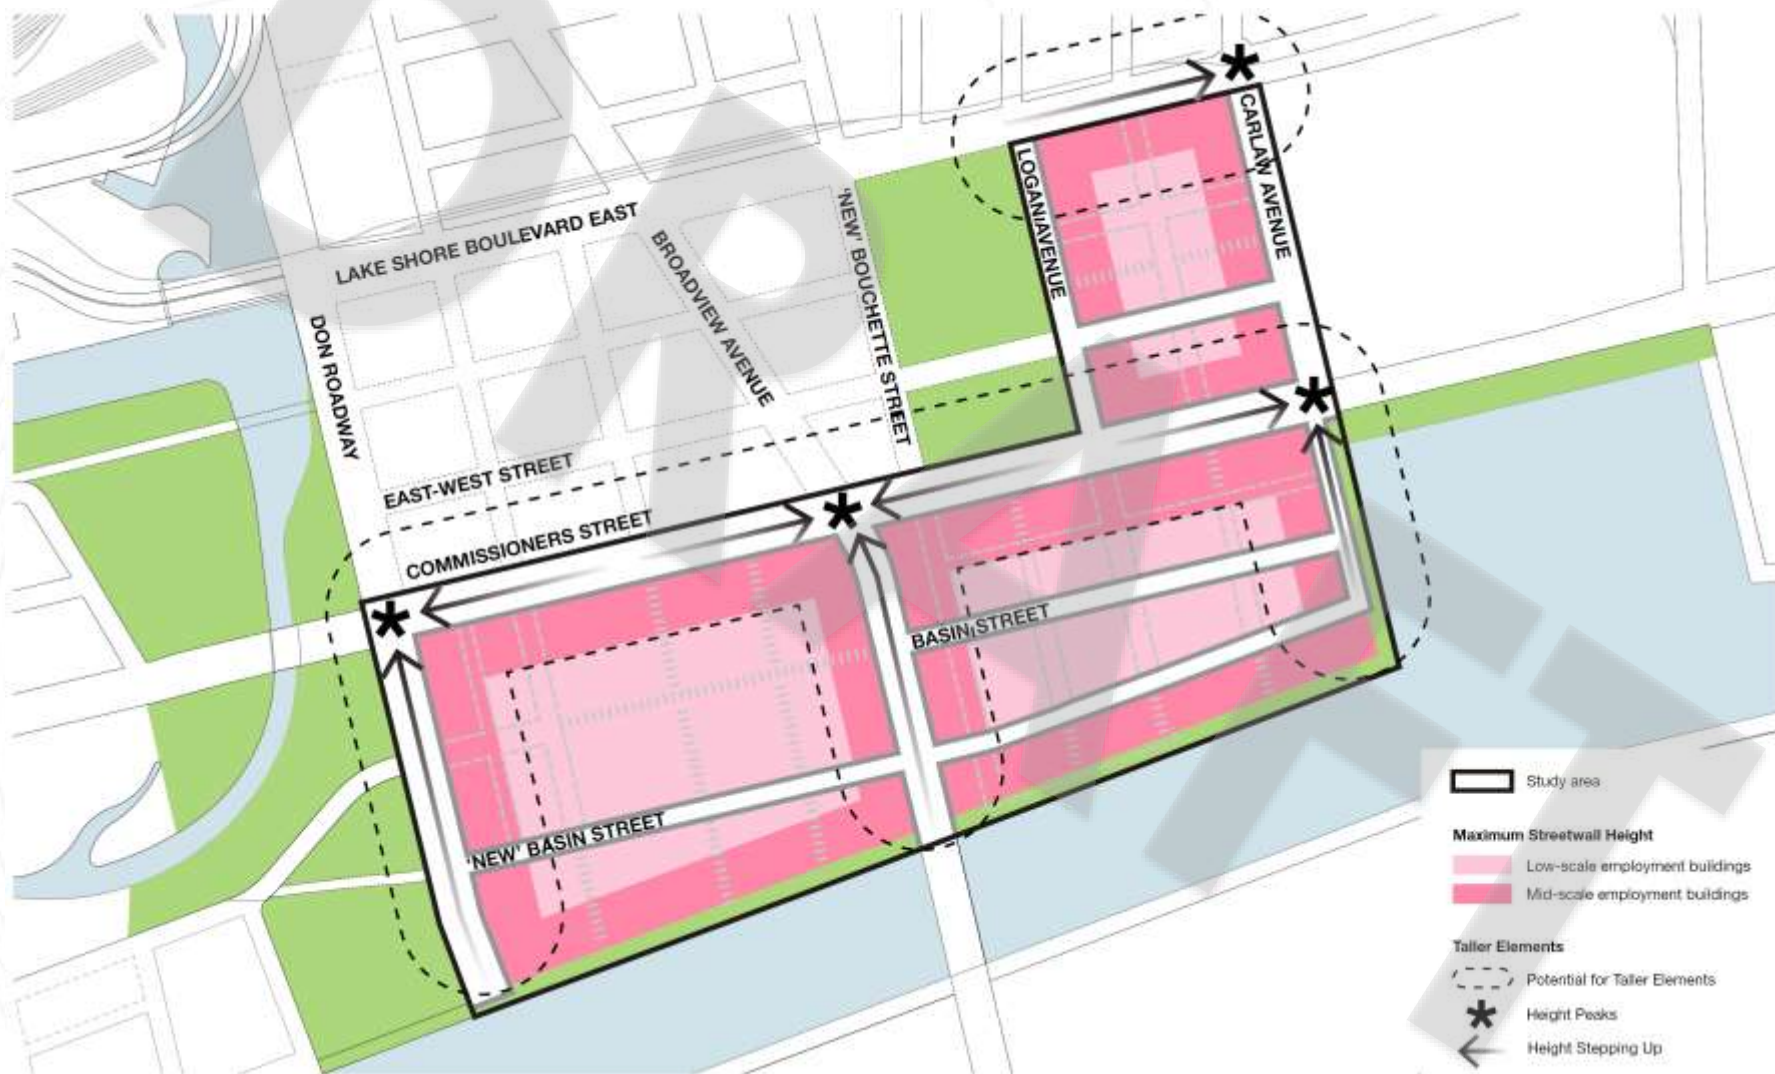 CARLAW AVENUE
LOGAN AVENUE
'NEW' BOUCHETTE STREET
LAKE SHORE BOULEVARD EAST
BROADVIEW AVENUE
DON ROADWAY
EAST-WEST STREET
COMMISSIONERS STREET
BASIN STREET
'NEW' BASIN STREET
DRAFT
Study area
Maximum Streetwall Height
Low-scale employment buildings
Mid-scale employment buildings
Taller Elements
Potential for Taller Elements
Height Peaks
Height Stepping Up